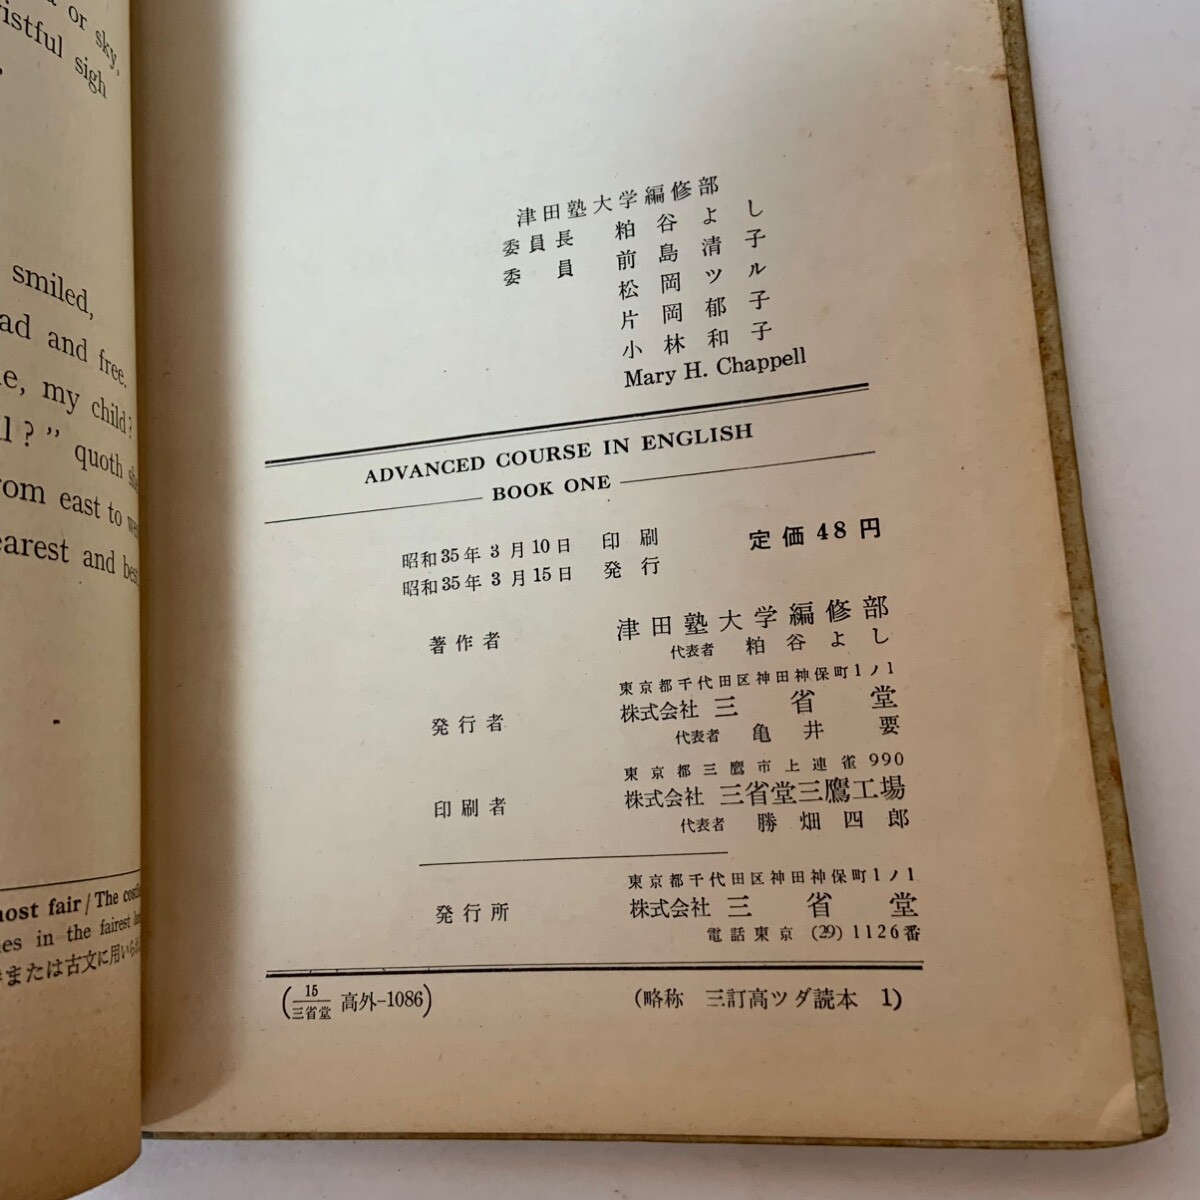 or sky,
wistful sigh
smiled,
and free.
my child?
quoth she
from east to
and
most fair / The
in the fairest
または古文に用い
津田塾大学編修部
委員長 粕谷よし
委員 前島清子
松岡ツル
片岡郁子
小林和子
Mary H. Chappell
ADVANCED COURSE IN ENGLISH
BOOK ONE
昭和35年3月10日 印刷 定価48円
昭和35年3月15日 発行
著作者 津田塾大学編修部
代表者 粕谷よし
東京都千代田区神田神保町1ノ1
発行者 株式会社 三省堂
代表者 亀井要
東京都三鷹市上連雀990
印刷者 株式会社 三省堂三鷹工場
代表者 勝畑四郎
東京都千代田区神田神保町1ノ1
発行所 株式会社 三省堂
電話東京 (29) 1126番
(15/三省堂 高外-1086) (略称 三訂高ツダ読本 1)